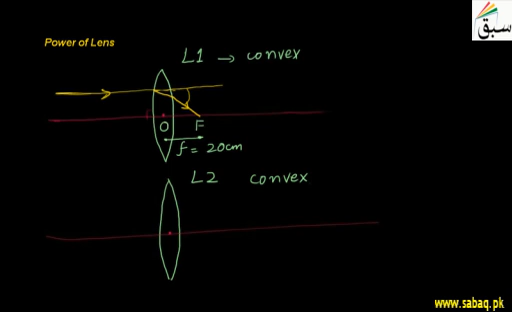 سبق
Power of Lens
L1 → convex
O F
f = 20cm
L2 convex
www.sabaq.pk